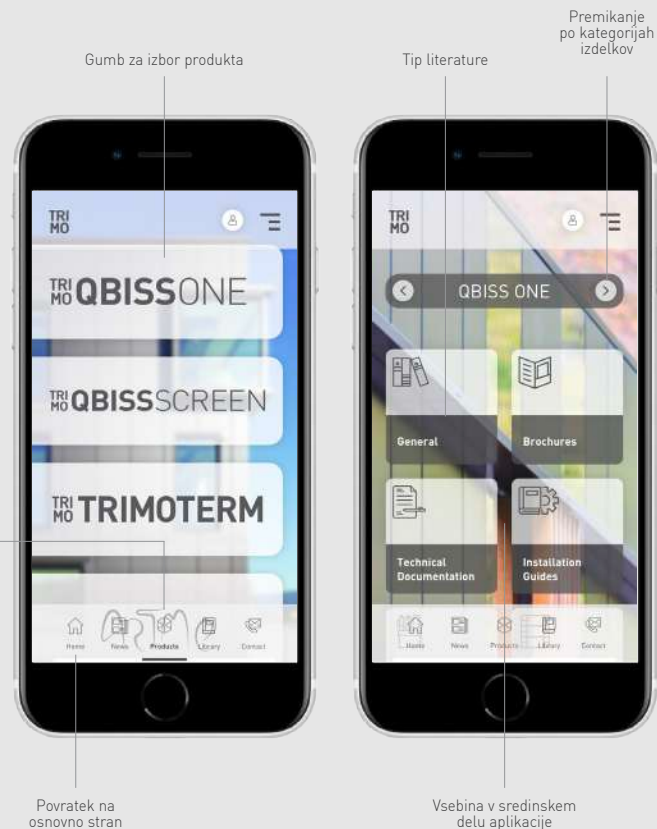 Premikanje
po kategorijah
izdelkov
Gumb za izbor produkta
Tip literature
TRI
MO
TRI
MO QBISSONE
TRI
MO QBISSSCREEN
TRI
MO TRIMOTERM
Home News Products Library Contact
TRI
MO
QBISS ONE
General
Brochures
Technical
Documentation
Installation
Guides
Home News Products Library Contact
Povratek na
osnovno stran
Vsebina v sredinskem
delu aplikacije